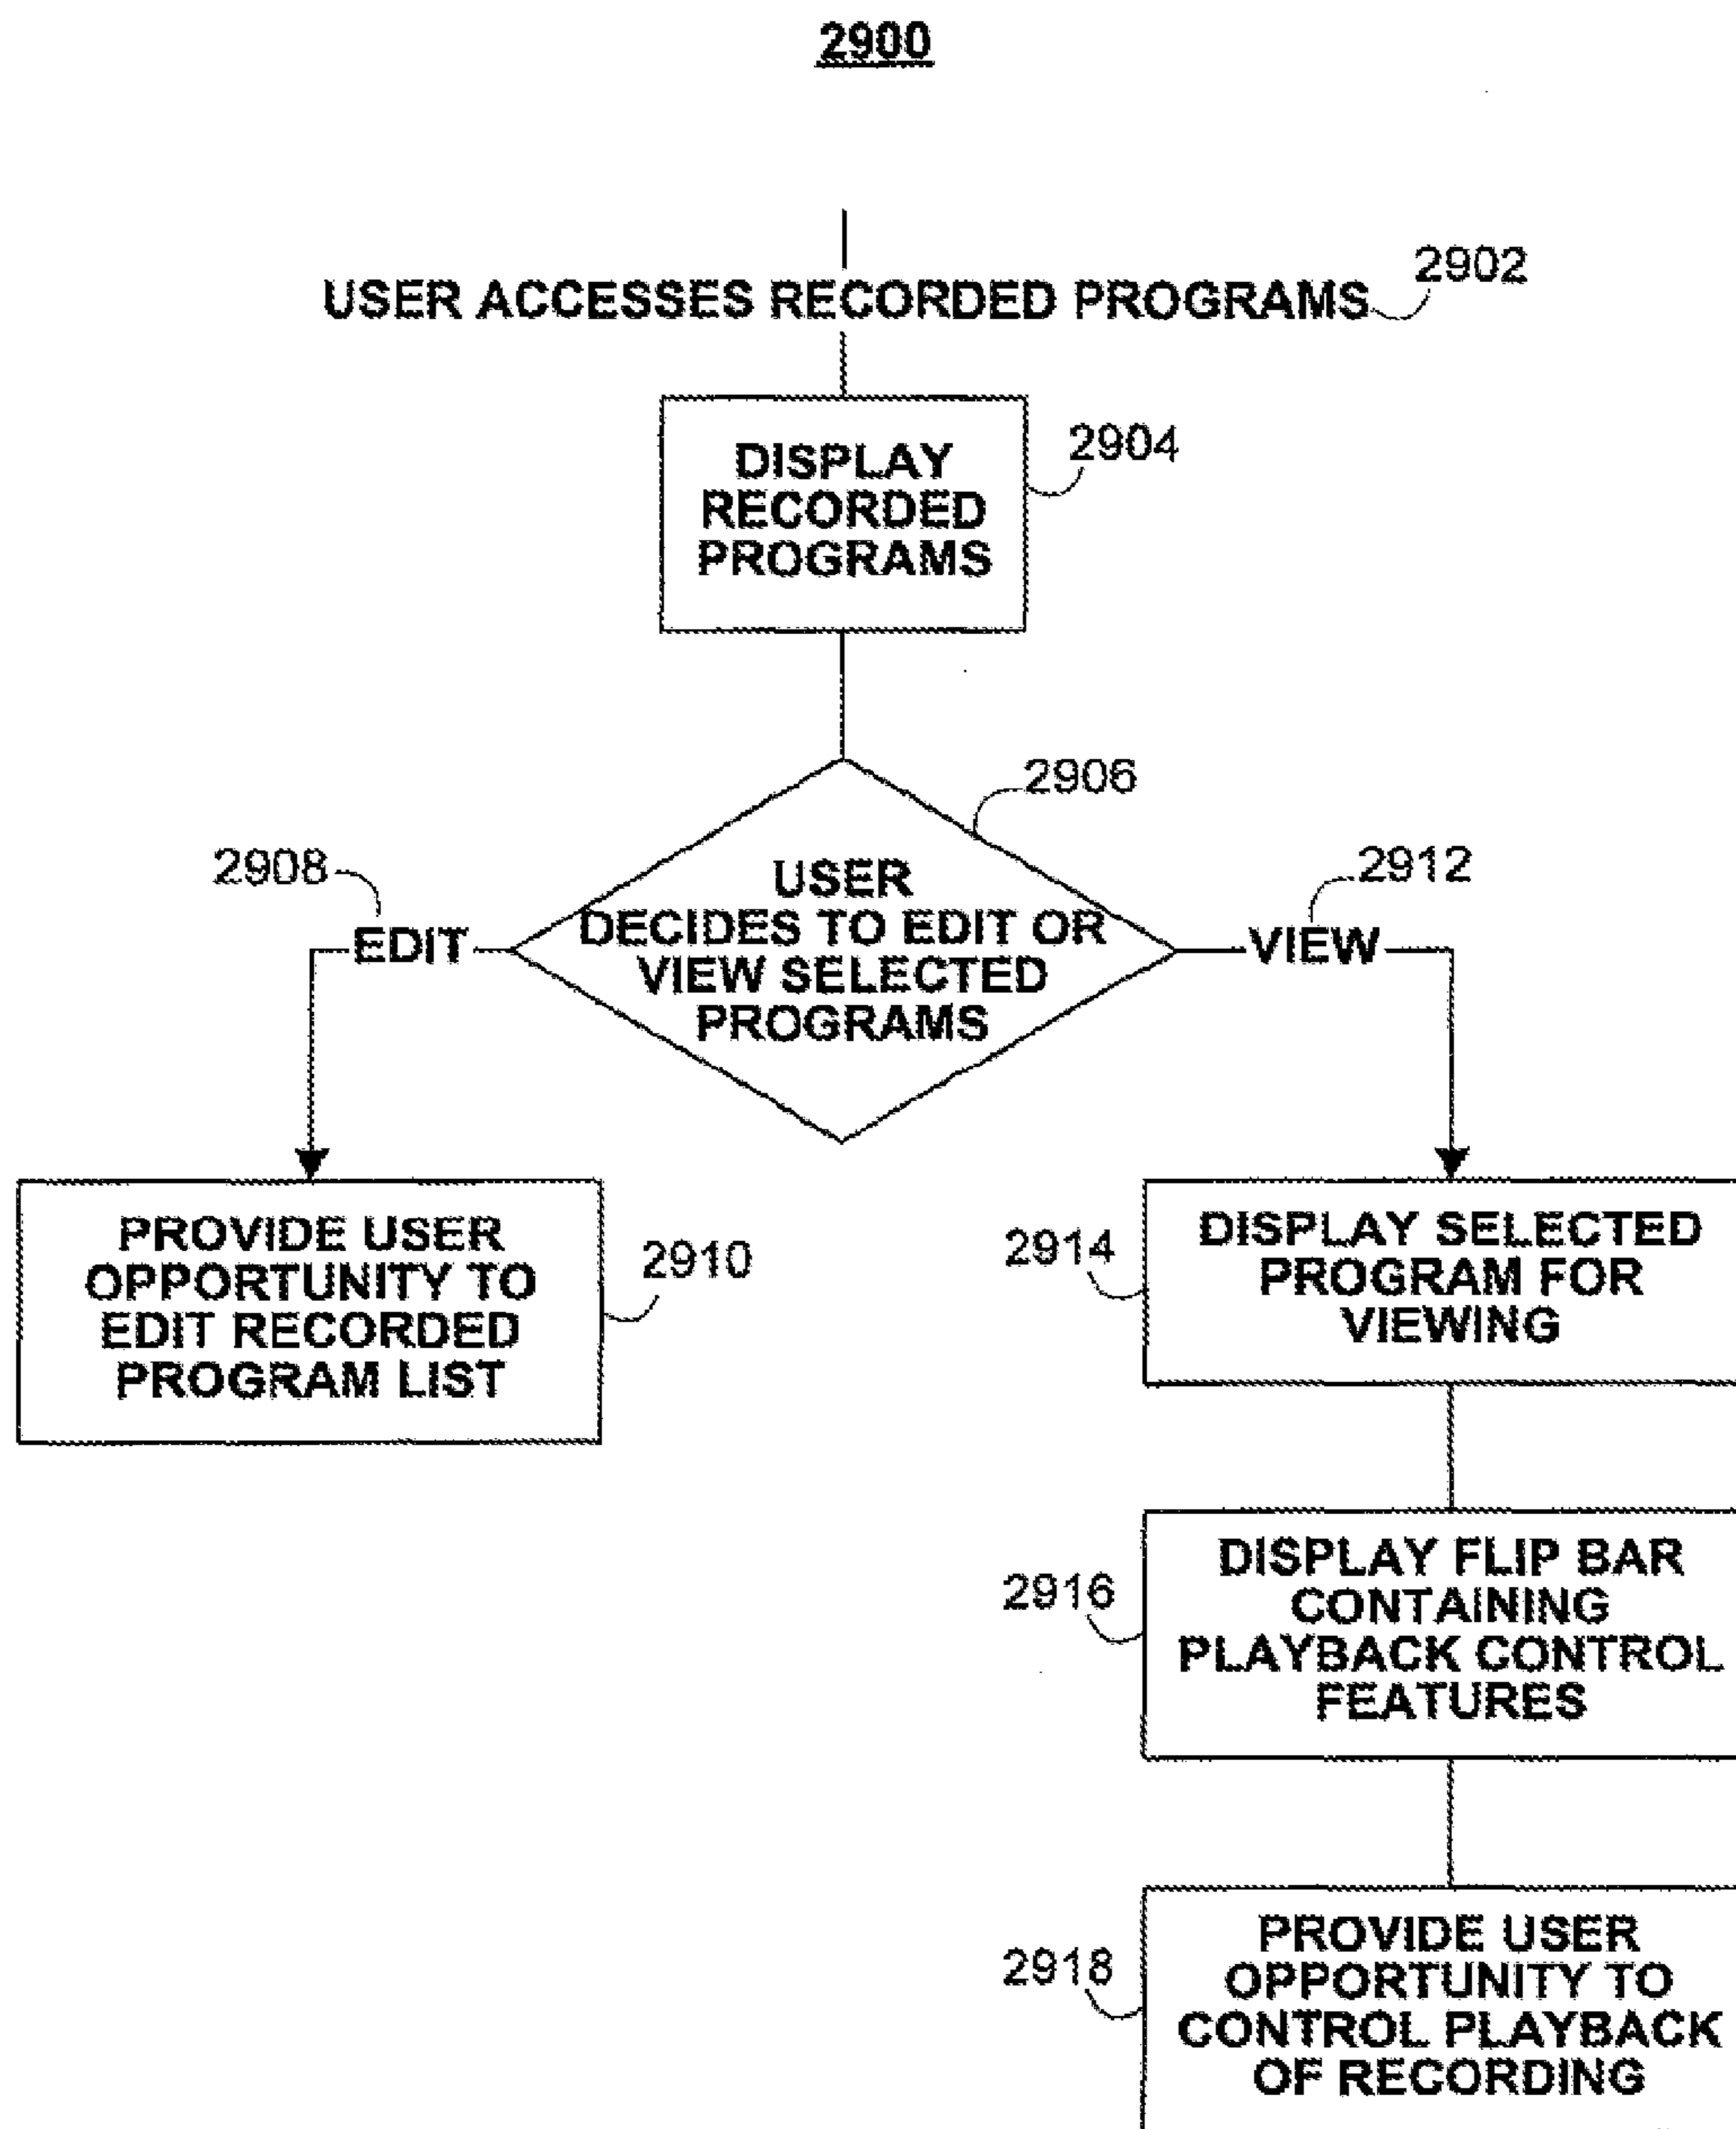 2900
USER ACCESSES RECORDED PROGRAMS
2902
DISPLAY
RECORDED
PROGRAMS
2904
2906
USER
DECIDES TO EDIT OR
VIEW SELECTED
PROGRAMS
2908
EDIT
2912
VIEW
PROVIDE USER
OPPORTUNITY TO
EDIT RECORDED
PROGRAM LIST
2910
2914
DISPLAY SELECTED
PROGRAM FOR
VIEWING
2916
DISPLAY FLIP BAR
CONTAINING
PLAYBACK CONTROL
FEATURES
2918
PROVIDE USER
OPPORTUNITY TO
CONTROL PLAYBACK
OF RECORDING